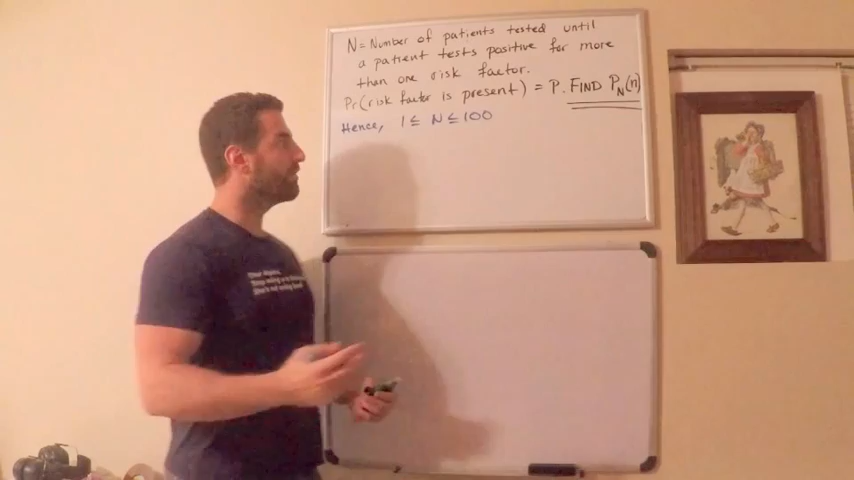 N = Number of patients tested until
a patient tests positive for more
than one risk factor.
Pr(risk factor is present) = P. FIND P_N(n)
Hence, 1 ≤ N ≤ 100